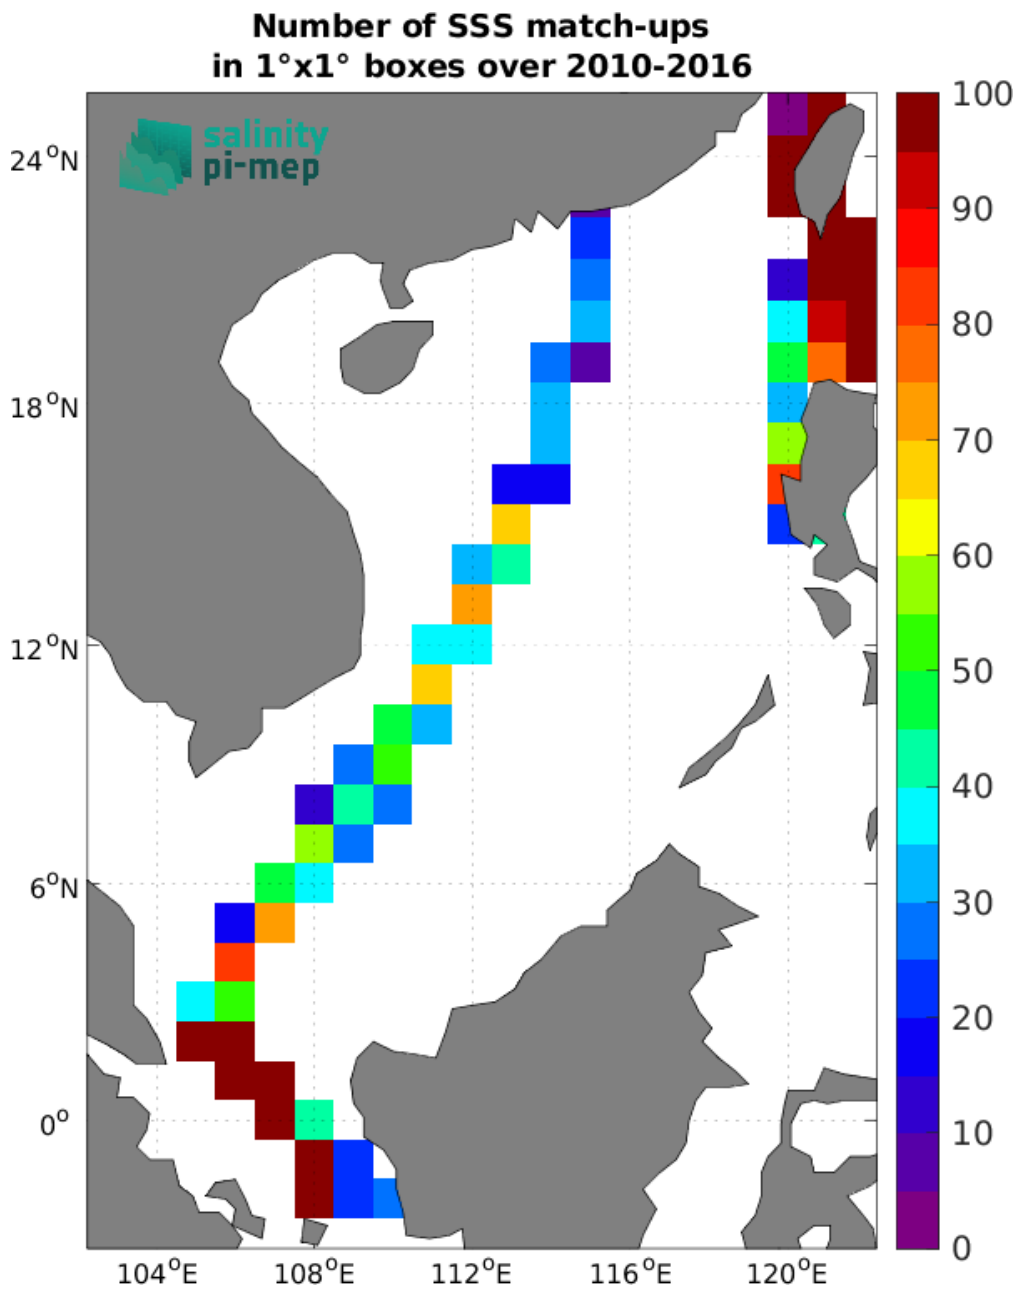 Number of SSS match-ups
in 1°x1° boxes over 2010-2016
salinity
pi-mep
24°N
18°N
12°N
6°N
0°
104°E
108°E
112°E
116°E
120°E
100
90
80
70
60
50
40
30
20
10
0